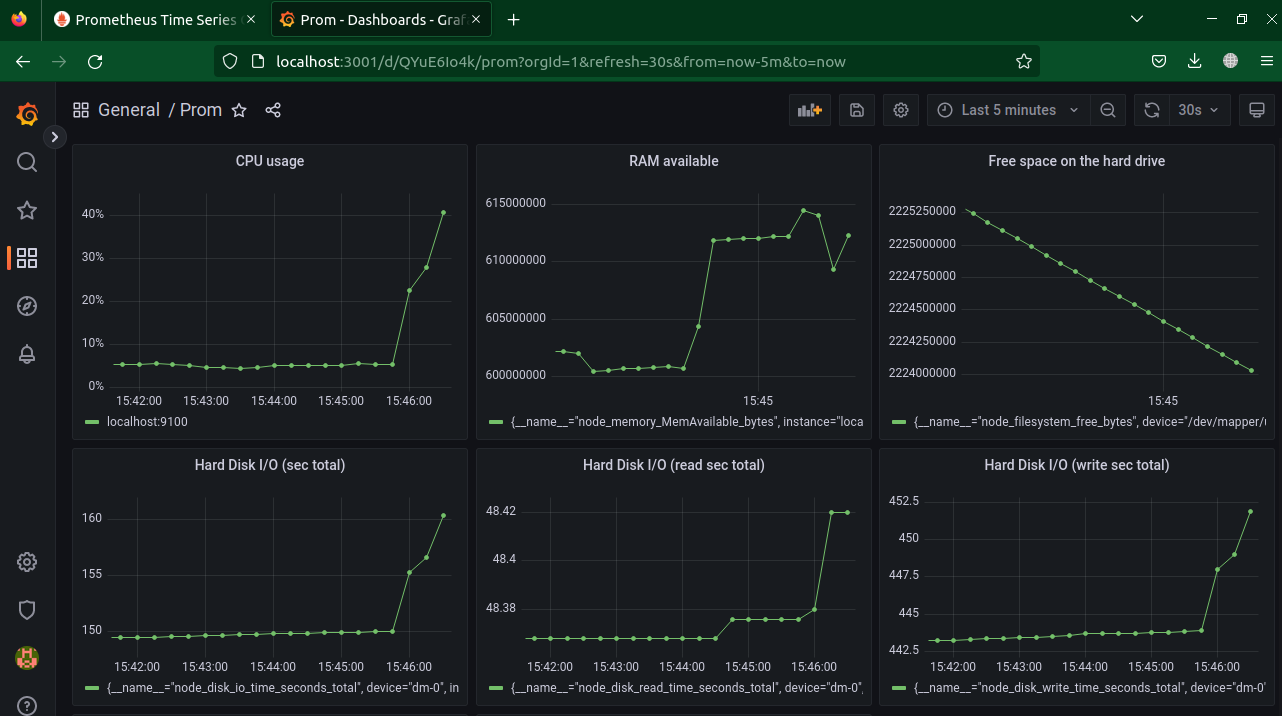 Prometheus Time Series
Prom - Dashboards - Graf
localhost:3001/d/QYuE6Io4k/prom?orgId=1&refresh=30s&from=now-5m&to=now
General / Prom
Last 5 minutes
30s
CPU usage
40%
30%
20%
10%
0%
15:42:00 15:43:00 15:44:00 15:45:00 15:46:00
localhost:9100
RAM available
615000000
610000000
605000000
600000000
15:45
{__name__="node_memory_MemAvailable_bytes", instance="loca
Free space on the hard drive
2225250000
2225000000
2224750000
2224500000
2224250000
2224000000
15:45
{__name__="node_filesystem_free_bytes", device="/dev/mapper/
Hard Disk I/O (sec total)
160
155
150
15:42:00 15:43:00 15:44:00 15:45:00 15:46:00
{__name__="node_disk_io_time_seconds_total", device="dm-0", in
Hard Disk I/O (read sec total)
48.42
48.4
48.38
15:42:00 15:43:00 15:44:00 15:45:00 15:46:00
{__name__="node_disk_read_time_seconds_total", device="dm-0",
Hard Disk I/O (write sec total)
452.5
450
447.5
445
442.5
15:42:00 15:43:00 15:44:00 15:45:00 15:46:00
{__name__="node_disk_write_time_seconds_total", device="dm-0"